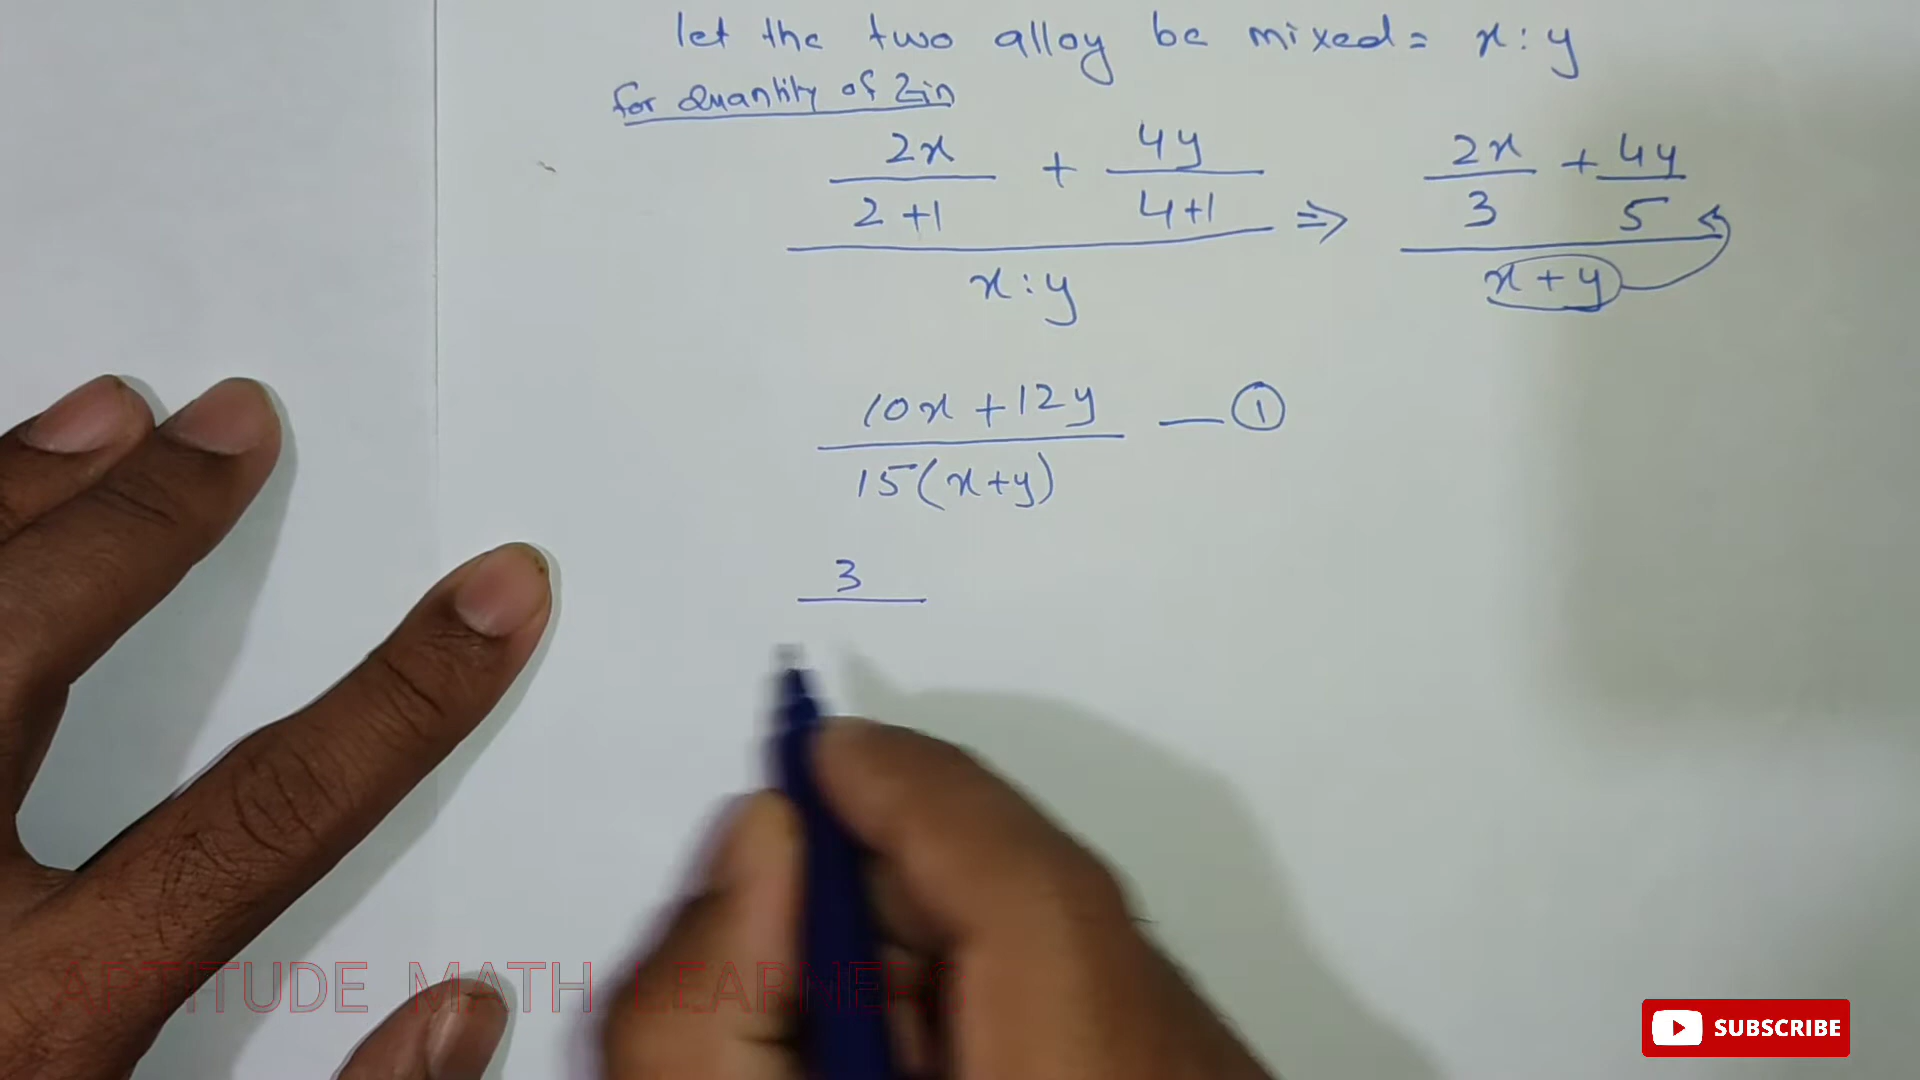 let the two alloy be mixed = x : y
for Quantity of Zin
2x/2+1 + 4y/4+1 ⇒ 2x/3 + 4y/5
x : y x + y
10x + 12y — ①
15(x+y)
3
APTITUDE MATH LEARNERS
SUBSCRIBE